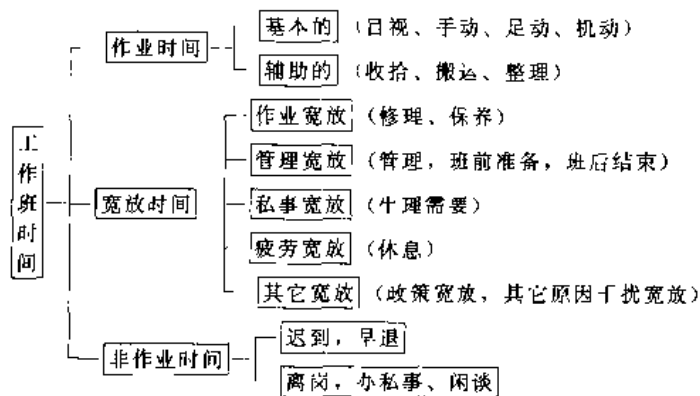 工作班时间
作业时间
基本的（目视、手动、足动、机动）
辅助的（收拾、搬运、整理）
宽放时间
作业宽放（修理、保养）
管理宽放（管理，班前准备，班后结束）
私事宽放（生理需要）
疲劳宽放（休息）
其它宽放（政策宽放，其它原因干扰宽放）
非作业时间
迟到，早退
离岗，办私事、闲谈